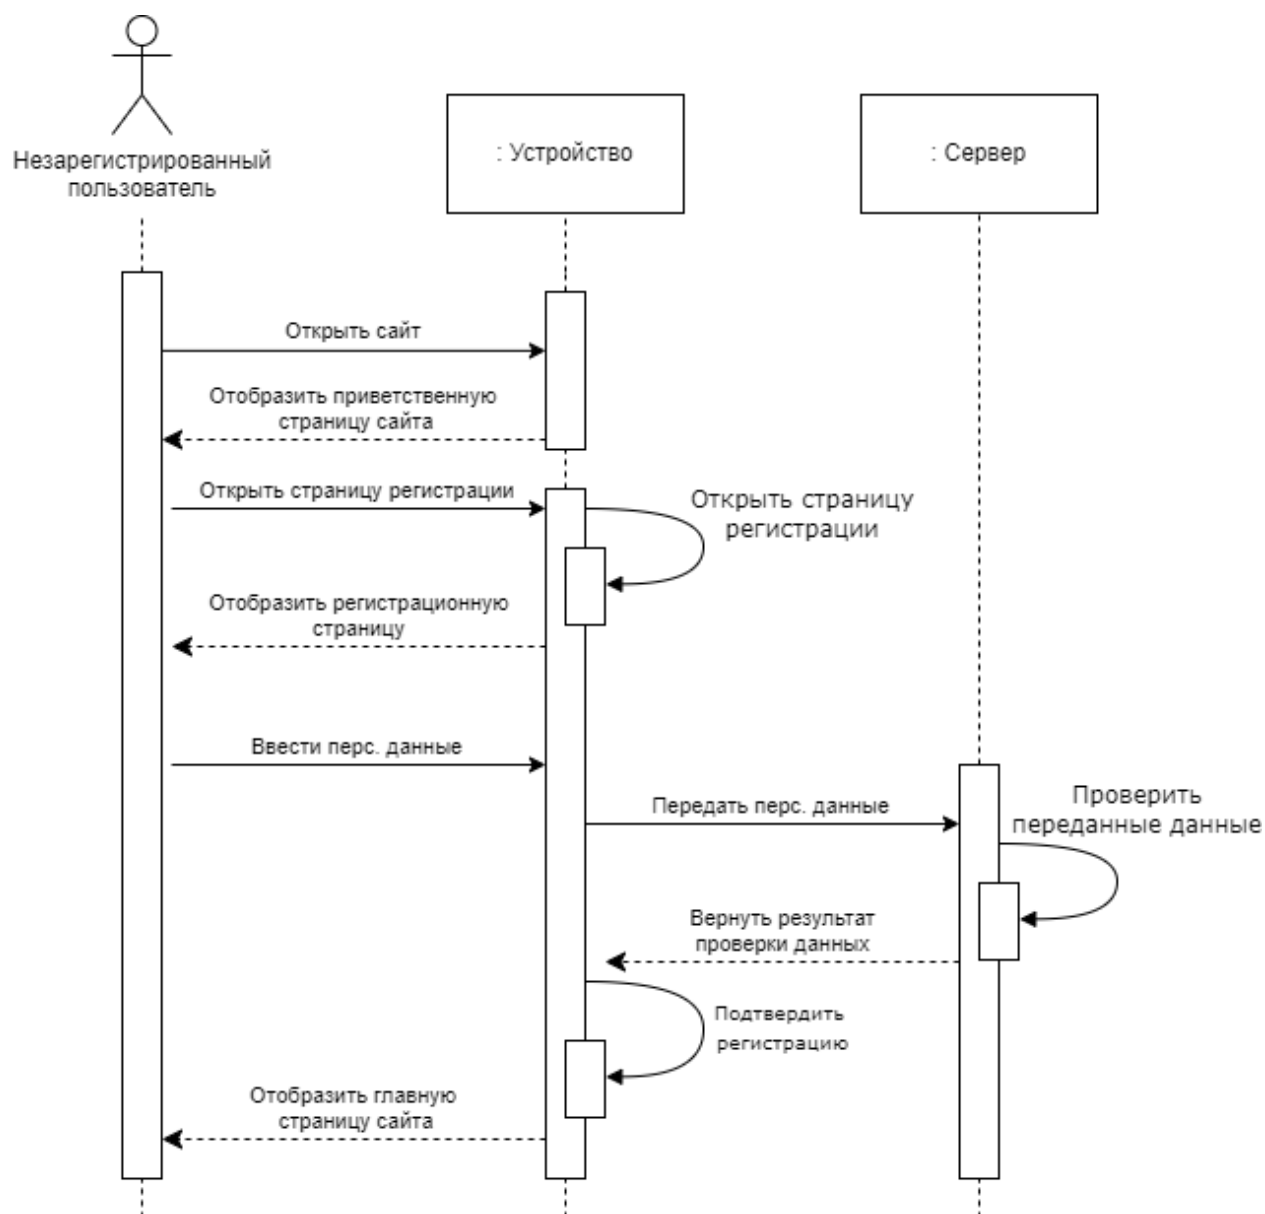 Незарегистрированный
пользователь
: Устройство
: Сервер
Открыть сайт
Отобразить приветственную
страницу сайта
Открыть страницу регистрации
Открыть страницу
регистрации
Отобразить регистрационную
страницу
Ввести перс. данные
Передать перс. данные
Проверить
переданные данные
Вернуть результат
проверки данных
Подтвердить
регистрацию
Отобразить главную
страницу сайта